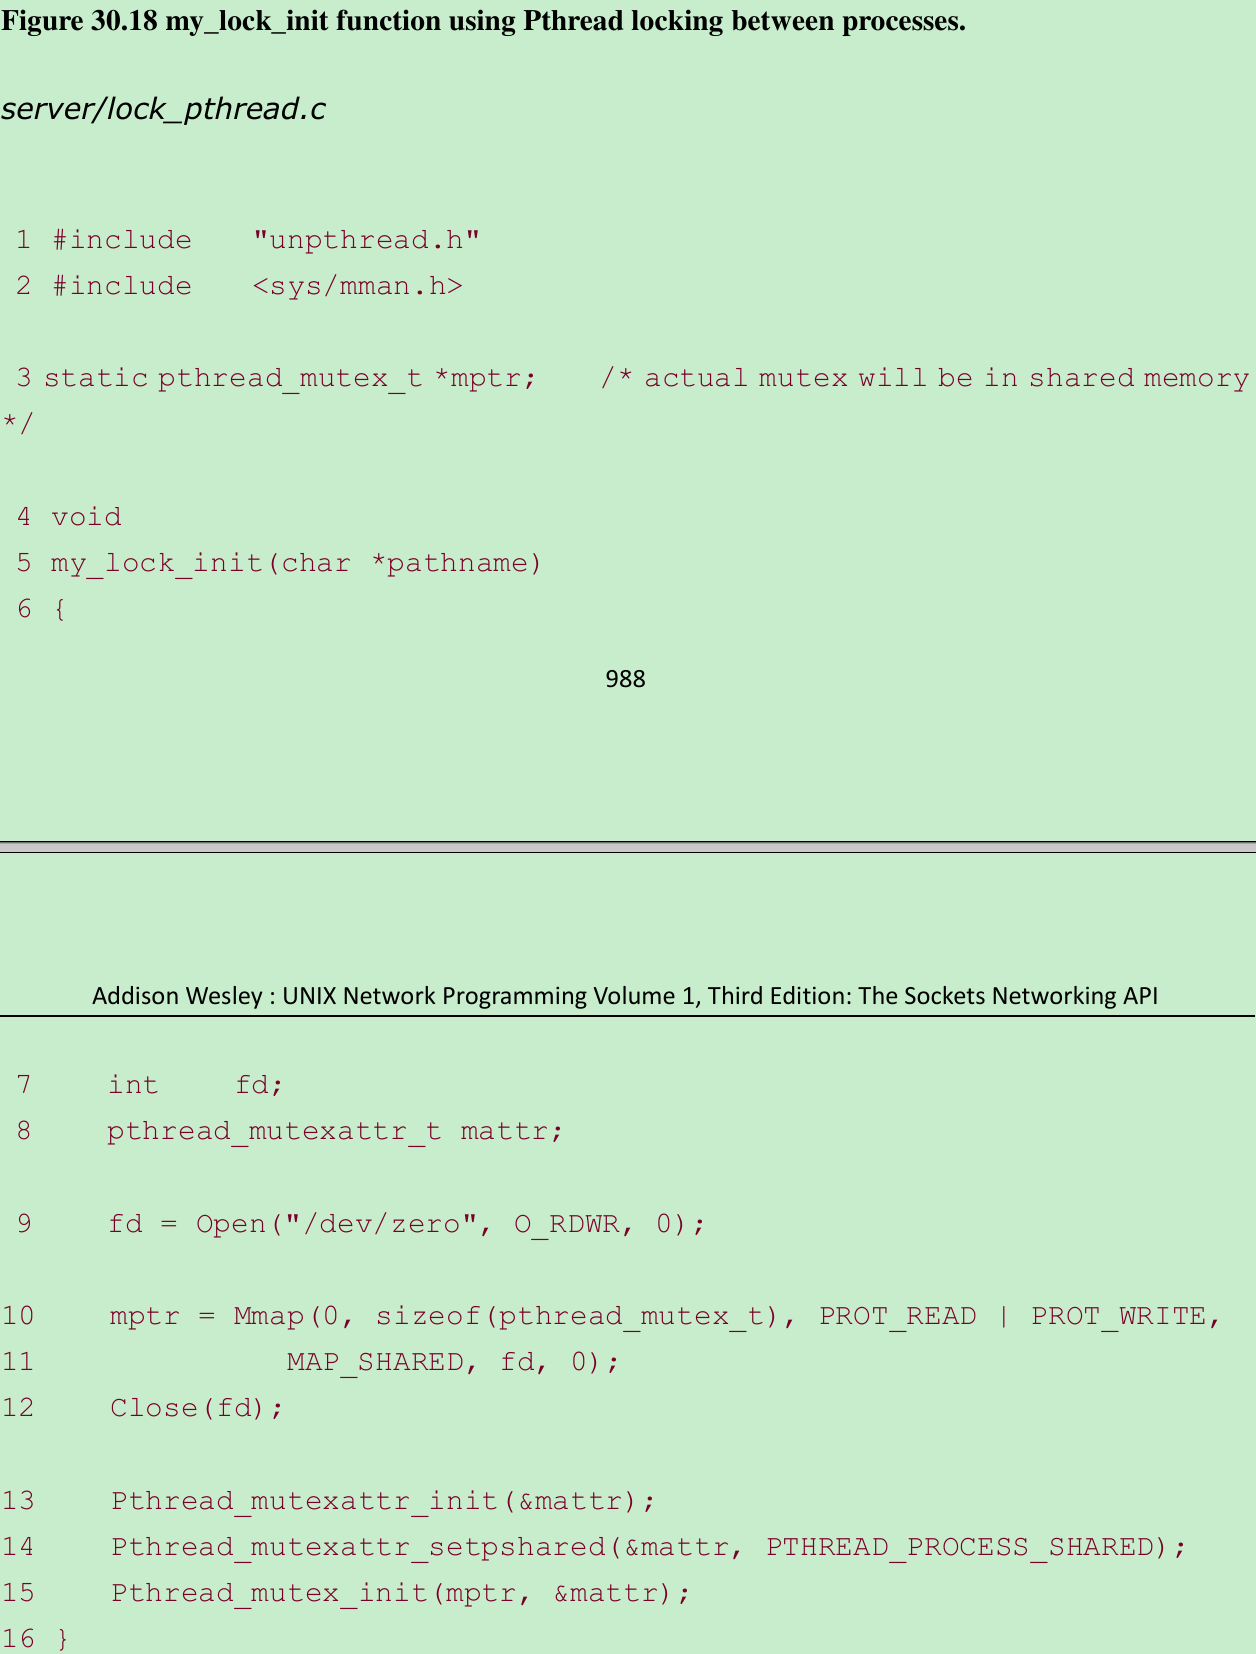 Figure 30.18 my_lock_init function using Pthread locking between processes.
server/lock_pthread.c
1 #include "unpthread.h"
2 #include <sys/mman.h>
3 static pthread_mutex_t *mptr; /* actual mutex will be in shared memory
*/
4 void
5 my_lock_init(char *pathname)
6 {
988
Addison Wesley : UNIX Network Programming Volume 1, Third Edition: The Sockets Networking API
7 int fd;
8 pthread_mutexattr_t mattr;
9 fd = Open("/dev/zero", O_RDWR, 0);
10 mptr = Mmap(0, sizeof(pthread_mutex_t), PROT_READ | PROT_WRITE,
11 MAP_SHARED, fd, 0);
12 Close(fd);
13 Pthread_mutexattr_init(&mattr);
14 Pthread_mutexattr_setpshared(&mattr, PTHREAD_PROCESS_SHARED);
15 Pthread_mutex_init(mptr, &mattr);
16 }